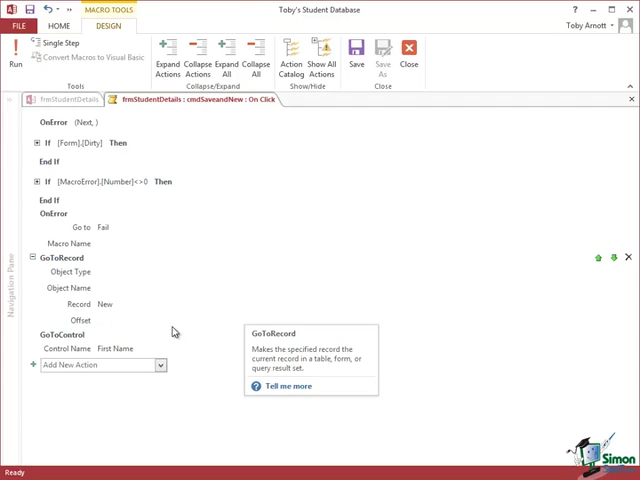 Toby's Student Database
MACRO TOOLS
FILE
HOME
DESIGN
Toby Arnott
Run
Single Step
Convert Macros to Visual Basic
Tools
Expand Actions
Collapse Actions
Expand All
Collapse All
Collapse/Expand
Action Catalog
Show All Actions
Show/Hide
Save
Save As
Close
Close
frmStudentDetails
frmStudentDetails : cmdSaveandNew : On Click
Navigation Pane
OnError (Next, )
If [Form].[Dirty] Then
End If
If [MacroError].[Number]<>0 Then
End If
OnError
Go to Fail
Macro Name
GoToRecord
Object Type
Object Name
Record New
Offset
GoToControl
Control Name First Name
Add New Action
GoToRecord
Makes the specified record the
current record in a table, form, or
query result set.
Tell me more
Ready
Simon